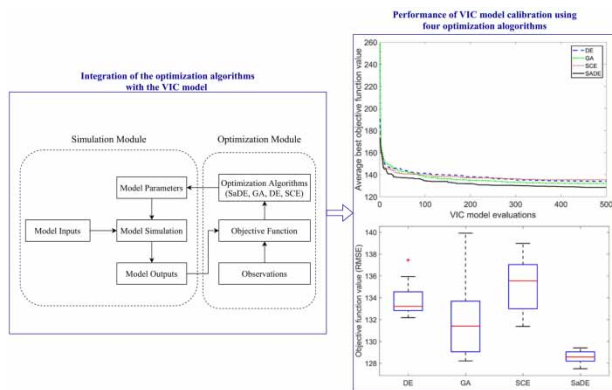 Integration of the optimization algorithms
with the VIC model
Simulation Module
Optimization Module
Model Parameters
Optimization Algorithms
(SaDE, GA, DE, SCE)
Model Inputs
Model Simulation
Objective Function
Model Outputs
Observations
Performance of VIC model calibration using
four optimization alogorithms
Average best objective function value
260
240
220
200
180
160
140
120
0
100
200
300
400
500
VIC model evaluations
DE
GA
SCE
SADE
Objective function value (RMSE)
140
138
136
134
132
130
128
DE
GA
SCE
SaDE